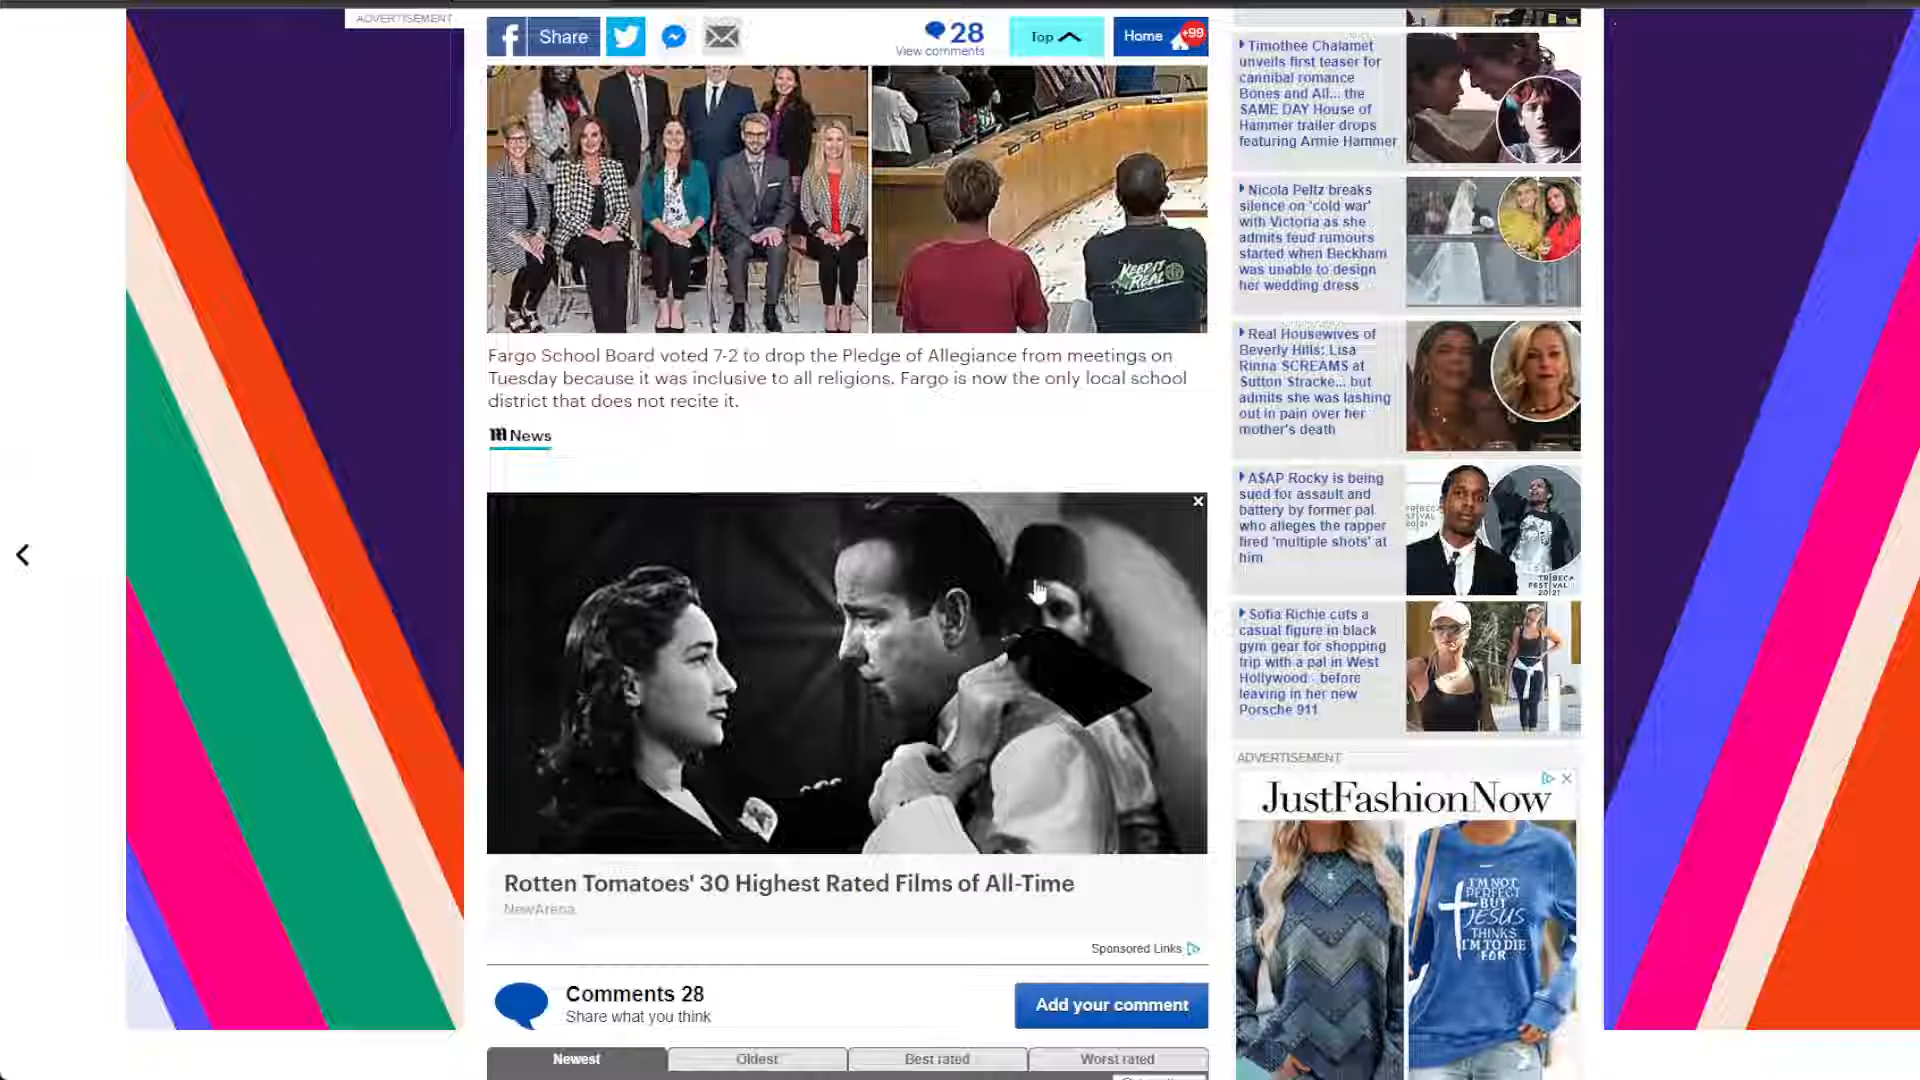 ADVERTISEMENT
Share
28
View comments
Top
Home
+99
KEEP IT
REAL
Fargo School Board voted 7-2 to drop the Pledge of Allegiance from meetings on
Tuesday because it was inclusive to all religions. Fargo is now the only local school
district that does not recite it.
News
Rotten Tomatoes' 30 Highest Rated Films of All-Time
NewArena
Sponsored Links
Comments 28
Share what you think
Add your comment
Newest
Oldest
Best rated
Worst rated
Timothee Chalamet
unveils first teaser for
cannibal romance
Bones and All... the
SAME DAY House of
Hammer trailer drops
featuring Armie Hammer
Nicola Peltz breaks
silence on 'cold war'
with Victoria as she
admits feud rumours
started when Beckham
was unable to design
her wedding dress
Real Housewives of
Beverly Hills: Lisa
Rinna SCREAMS at
Sutton Stracke... but
admits she was lashing
out in pain over her
mother's death
A$AP Rocky is being
sued for assault and
battery by former pal
who alleges the rapper
fired 'multiple shots' at
him
TRIBECA
FESTIVAL
20/21
Sofia Richie cuts a
casual figure in black
gym gear for shopping
trip with a pal in West
Hollywood - before
leaving in her new
Porsche 911
ADVERTISEMENT
JustFashionNow
I'M NOT
PERFECT
BUT
JESUS
THINKS
I'M TO DIE
FOR